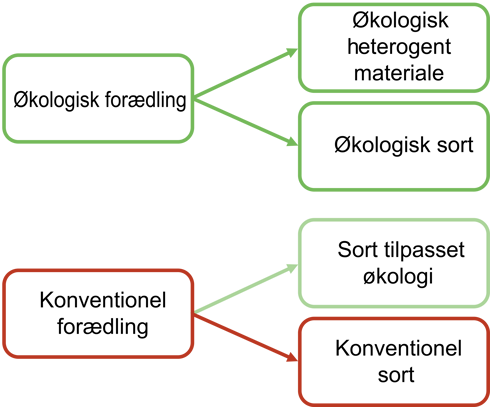 Økologisk forædling
Økologisk
heterogent
materiale
Økologisk sort
Konventionel
forædling
Sort tilpasset
økologi
Konventionel
sort